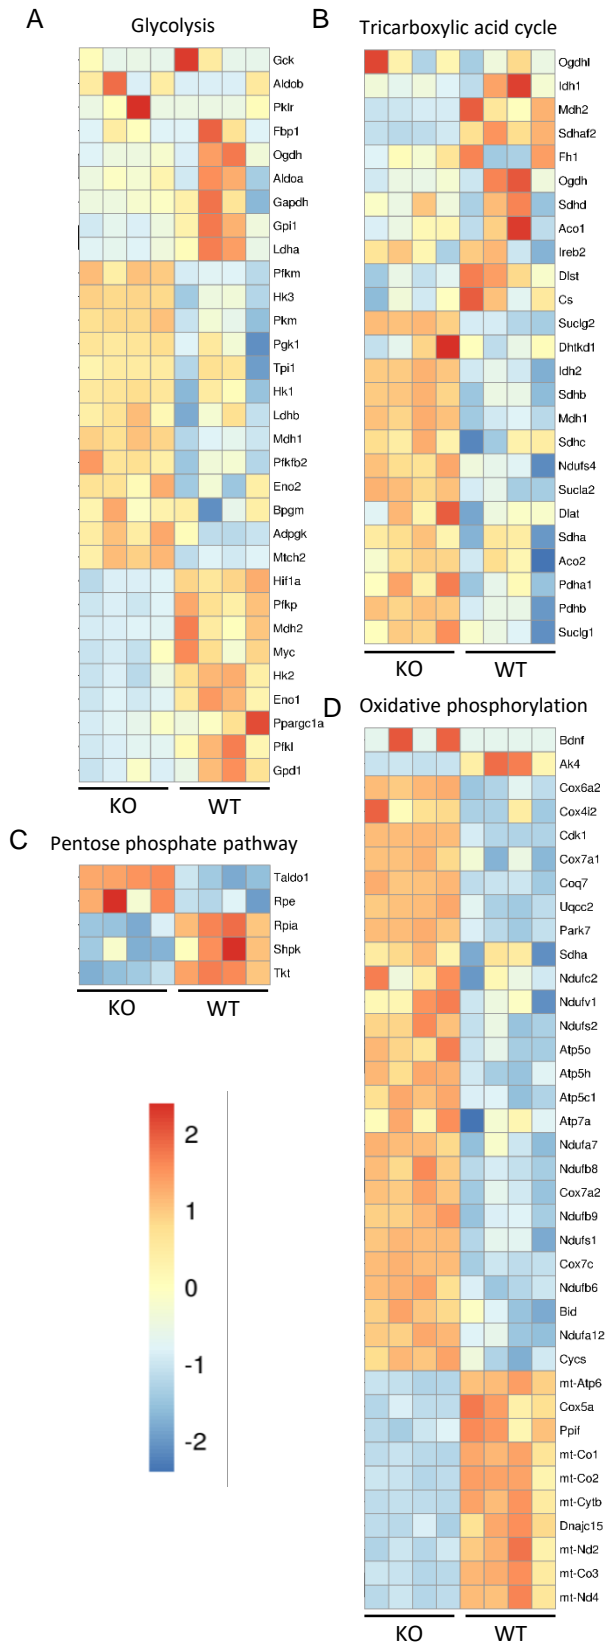 A
Glycolysis
Gck
Aldob
Pklr
Fbp1
Ogdh
Aldoa
Gapdh
Gpi1
Ldha
Pfkm
Hk3
Pkm
Pgk1
Tpi1
Hk1
Ldhb
Mdh1
Pfkfb2
Eno2
Bpgm
Adpgk
Mtch2
Hif1a
Pfkp
Mdh2
Myc
Hk2
Eno1
Ppargc1a
Pfkl
Gpd1
KO
WT
B
Tricarboxylic acid cycle
Ogdhl
Idh1
Mdh2
Sdhaf2
Fh1
Ogdh
Sdhd
Aco1
Ireb2
Dlst
Cs
Suclg2
Dhtkd1
Idh2
Sdhb
Mdh1
Sdhc
Ndufs4
Sucla2
Dlat
Sdha
Aco2
Pdha1
Pdhb
Suclg1
KO
WT
C
Pentose phosphate pathway
Taldo1
Rpe
Rpia
Shpk
Tkt
KO
WT
2
1
0
-1
-2
D
Oxidative phosphorylation
Bdnf
Ak4
Cox6a2
Cox4i2
Cdk1
Cox7a1
Coq7
Uqcc2
Park7
Sdha
Ndufc2
Ndufv1
Ndufs2
Atp5o
Atp5h
Atp5c1
Atp7a
Ndufa7
Ndufb8
Cox7a2
Ndufb9
Ndufs1
Cox7c
Ndufb6
Bid
Ndufa12
Cycs
mt-Atp6
Cox5a
Ppif
mt-Co1
mt-Co2
mt-Cytb
Dnajc15
mt-Nd2
mt-Co3
mt-Nd4
KO
WT